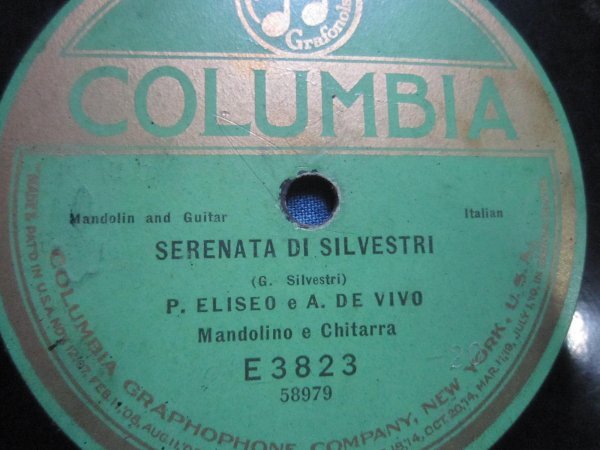 Grafonola
COLUMBIA
Mandolin and Guitar
Italian
SERENATA DI SILVESTRI
(G. Silvestri)
P. ELISEO e A. DE VIVO
Mandolino e Chitarra
E3823
58979
COLUMBIA GRAPHOPHONE COMPANY, NEW YORK, U. S. A.